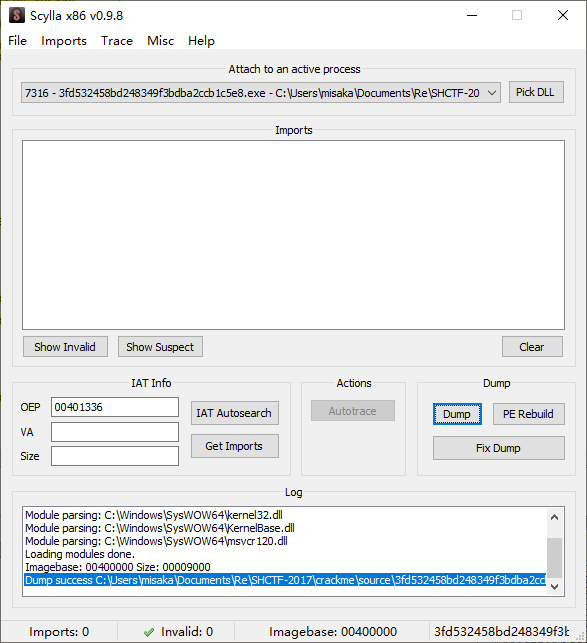 Scylla x86 v0.9.8
File Imports Trace Misc Help
Attach to an active process
7316 - 3fd532458bd248349f3bdba2ccb1c5e8.exe - C:\Users\misaka\Documents\Re\SHCTF-20
Pick DLL
Imports
Show Invalid
Show Suspect
Clear
IAT Info
OEP 00401336
VA
Size
IAT Autosearch
Get Imports
Actions
Autotrace
Dump
Dump
PE Rebuild
Fix Dump
Log
Module parsing: C:\Windows\SysWOW64\kernel32.dll
Module parsing: C:\Windows\SysWOW64\KernelBase.dll
Module parsing: C:\Windows\SysWOW64\msvcr120.dll
Loading modules done.
Imagebase: 00400000 Size: 00009000
Dump success C:\Users\misaka\Documents\Re\SHCTF-2017\crackme\source\3fd532458bd248349f3bdba2ccb
Imports: 0
Invalid: 0
Imagebase: 00400000
3fd532458bd248349f3b